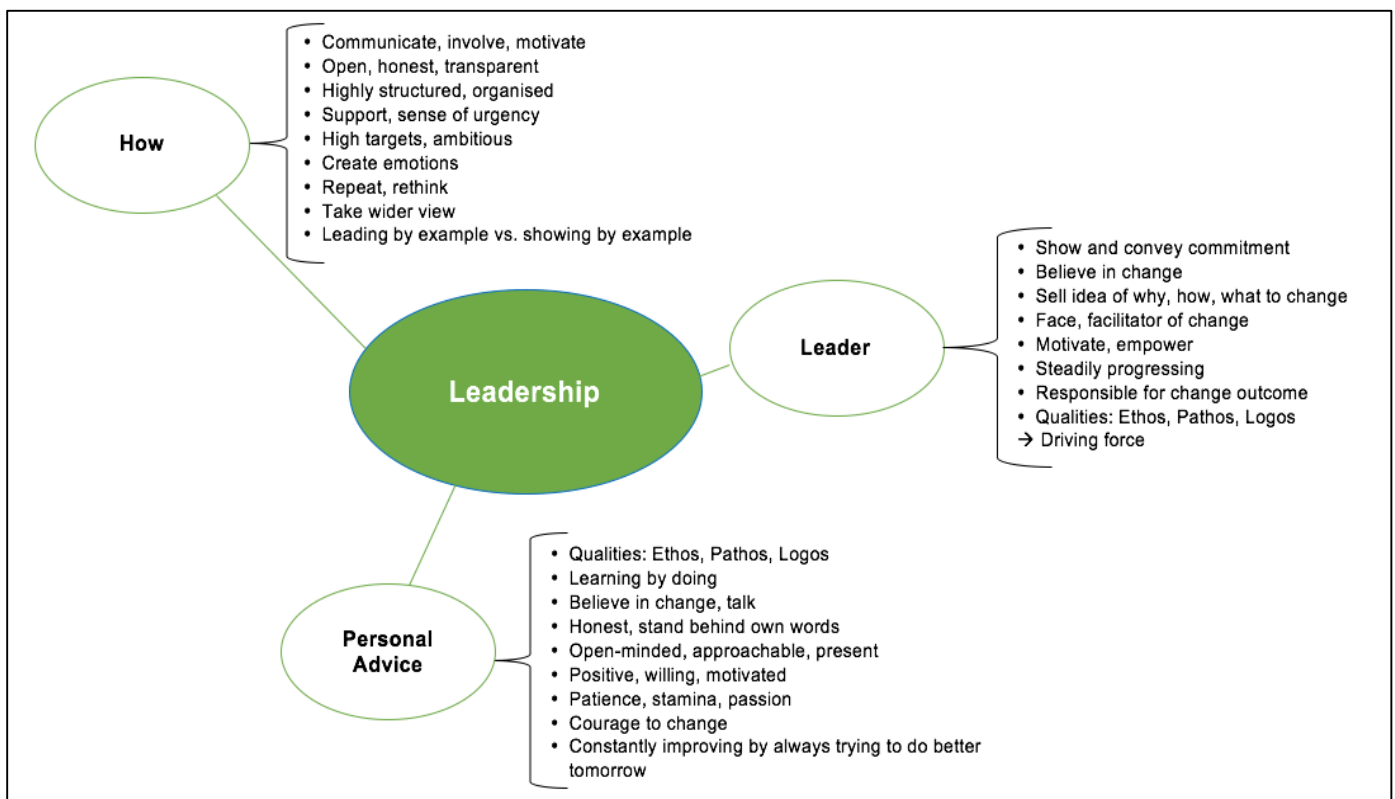 How
• Communicate, involve, motivate
• Open, honest, transparent
• Highly structured, organised
• Support, sense of urgency
• High targets, ambitious
• Create emotions
• Repeat, rethink
• Take wider view
• Leading by example vs. showing by example
Leadership
Leader
• Show and convey commitment
• Believe in change
• Sell idea of why, how, what to change
• Face, facilitator of change
• Motivate, empower
• Steadily progressing
• Responsible for change outcome
• Qualities: Ethos, Pathos, Logos
→ Driving force
Personal
Advice
• Qualities: Ethos, Pathos, Logos
• Learning by doing
• Believe in change, talk
• Honest, stand behind own words
• Open-minded, approachable, present
• Positive, willing, motivated
• Patience, stamina, passion
• Courage to change
• Constantly improving by always trying to do better
tomorrow